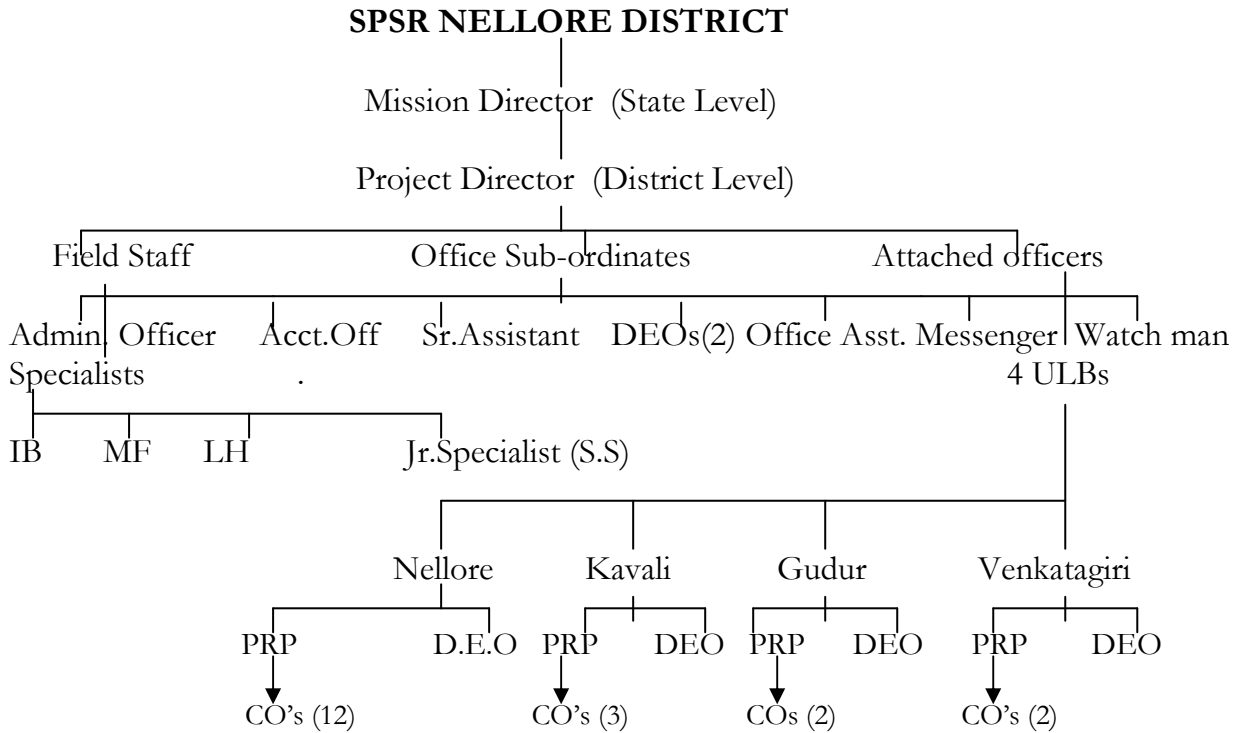 SPSR NELLORE DISTRICT
Mission Director (State Level)
Project Director (District Level)
Field Staff Office Sub-ordinates Attached officers
Admin. Officer Acct.Off Sr.Assistant DEOs(2) Office Asst. Messenger Watch man
Specialists . 4 ULBs
IB MF LH Jr.Specialist (S.S)
Nellore Kavali Gudur Venkatagiri
PRP D.E.O PRP DEO PRP DEO PRP DEO
CO’s (12) CO’s (3) COs (2) CO’s (2)